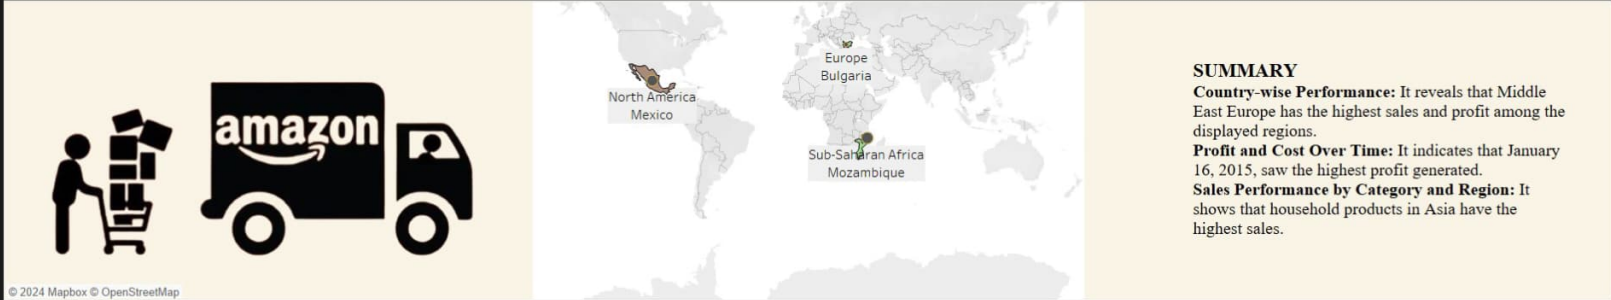 amazon
North America
Mexico
Europe
Bulgaria
Sub-Saharan Africa
Mozambique
SUMMARY
Country-wise Performance: It reveals that Middle
East Europe has the highest sales and profit among the
displayed regions.
Profit and Cost Over Time: It indicates that January
16, 2015, saw the highest profit generated.
Sales Performance by Category and Region: It
shows that household products in Asia have the
highest sales.
© 2024 Mapbox © OpenStreetMap